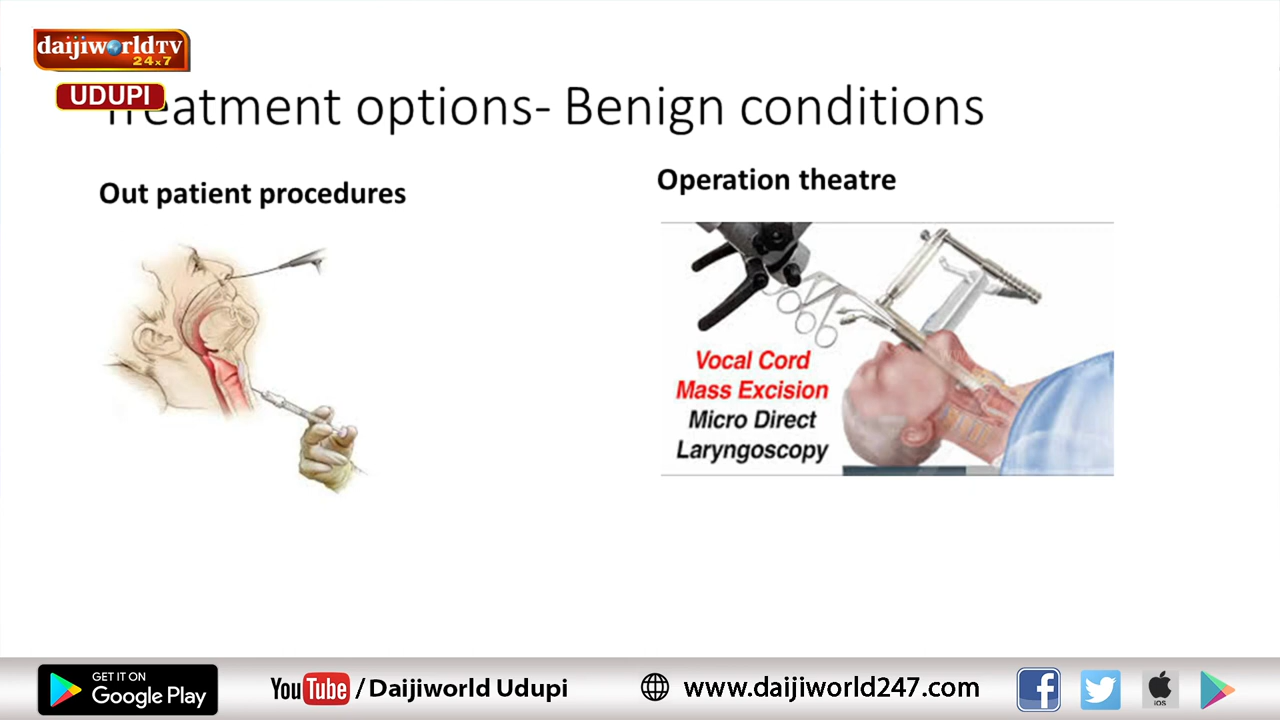 daijiworldTV
24x7
UDUPI
Treatment options- Benign conditions
Out patient procedures
Operation theatre
Vocal Cord
Mass Excision
Micro Direct
Laryngoscopy
GET IT ON
Google Play
YouTube / Daijiworld Udupi
www.daijiworld247.com
iOS